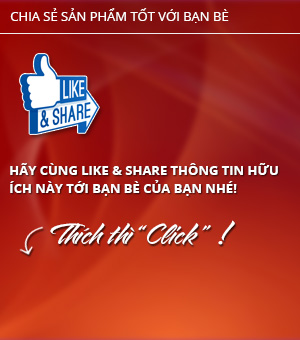 CHIA SẺ SẢN PHẨM TỐT VỚI BẠN BÈ
LIKE
& SHARE
HÃY CÙNG LIKE & SHARE THÔNG TIN HỮU
ÍCH NÀY TỚI BẠN BÈ CỦA BẠN NHÉ!
Thích thì “Click” !